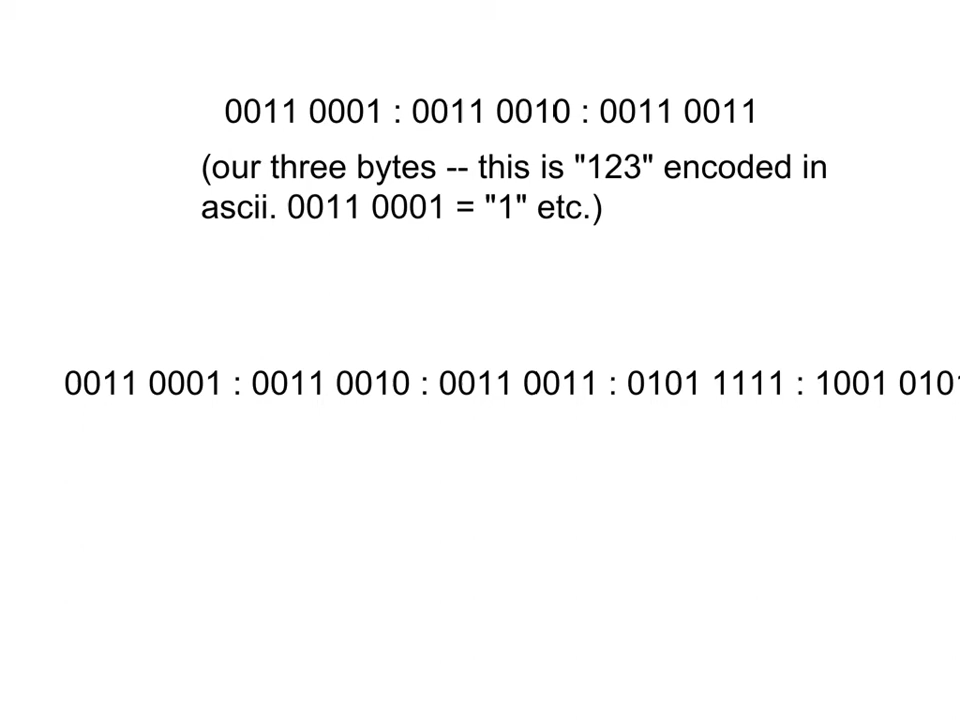 0011 0001 : 0011 0010 : 0011 0011
(our three bytes -- this is "123" encoded in
ascii. 0011 0001 = "1" etc.)
0011 0001 : 0011 0010 : 0011 0011 : 0101 1111 : 1001 0101